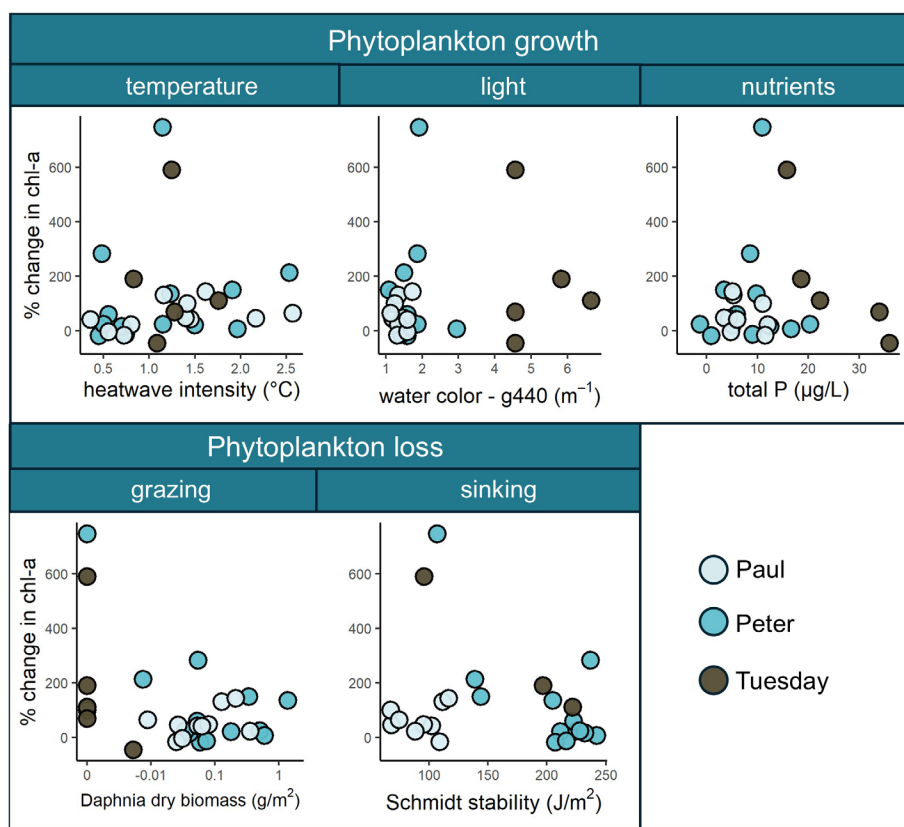 Phytoplankton growth
temperature light nutrients
% change in chl-a
600
400
200
0
0.5 1.0 1.5 2.0 2.5
heatwave intensity (°C)
600
400
200
0
1 2 3 4 5 6
water color - g440 (m⁻¹)
600
400
200
0
0 10 20 30
total P (µg/L)
Phytoplankton loss
grazing sinking
% change in chl-a
600
400
200
0
0 -0.01 0.1 1
Daphnia dry biomass (g/m²)
600
400
200
0
100 150 200 250
Schmidt stability (J/m²)
Paul
Peter
Tuesday